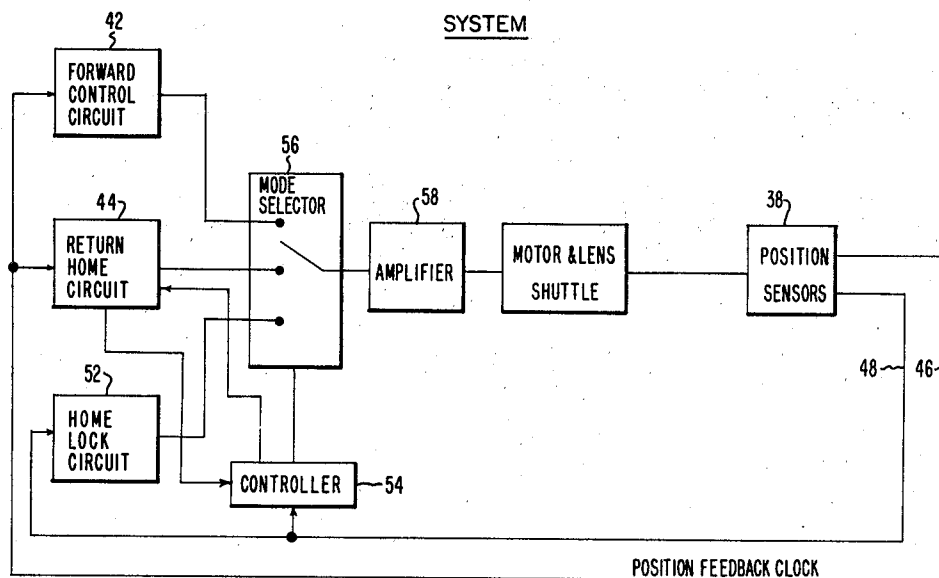 SYSTEM
42
FORWARD
CONTROL
CIRCUIT
56
MODE
SELECTOR
44
RETURN
HOME
CIRCUIT
58
AMPLIFIER
MOTOR &LENS
SHUTTLE
38
POSITION
SENSORS
52
HOME
LOCK
CIRCUIT
48
46
CONTROLLER
54
POSITION FEEDBACK CLOCK